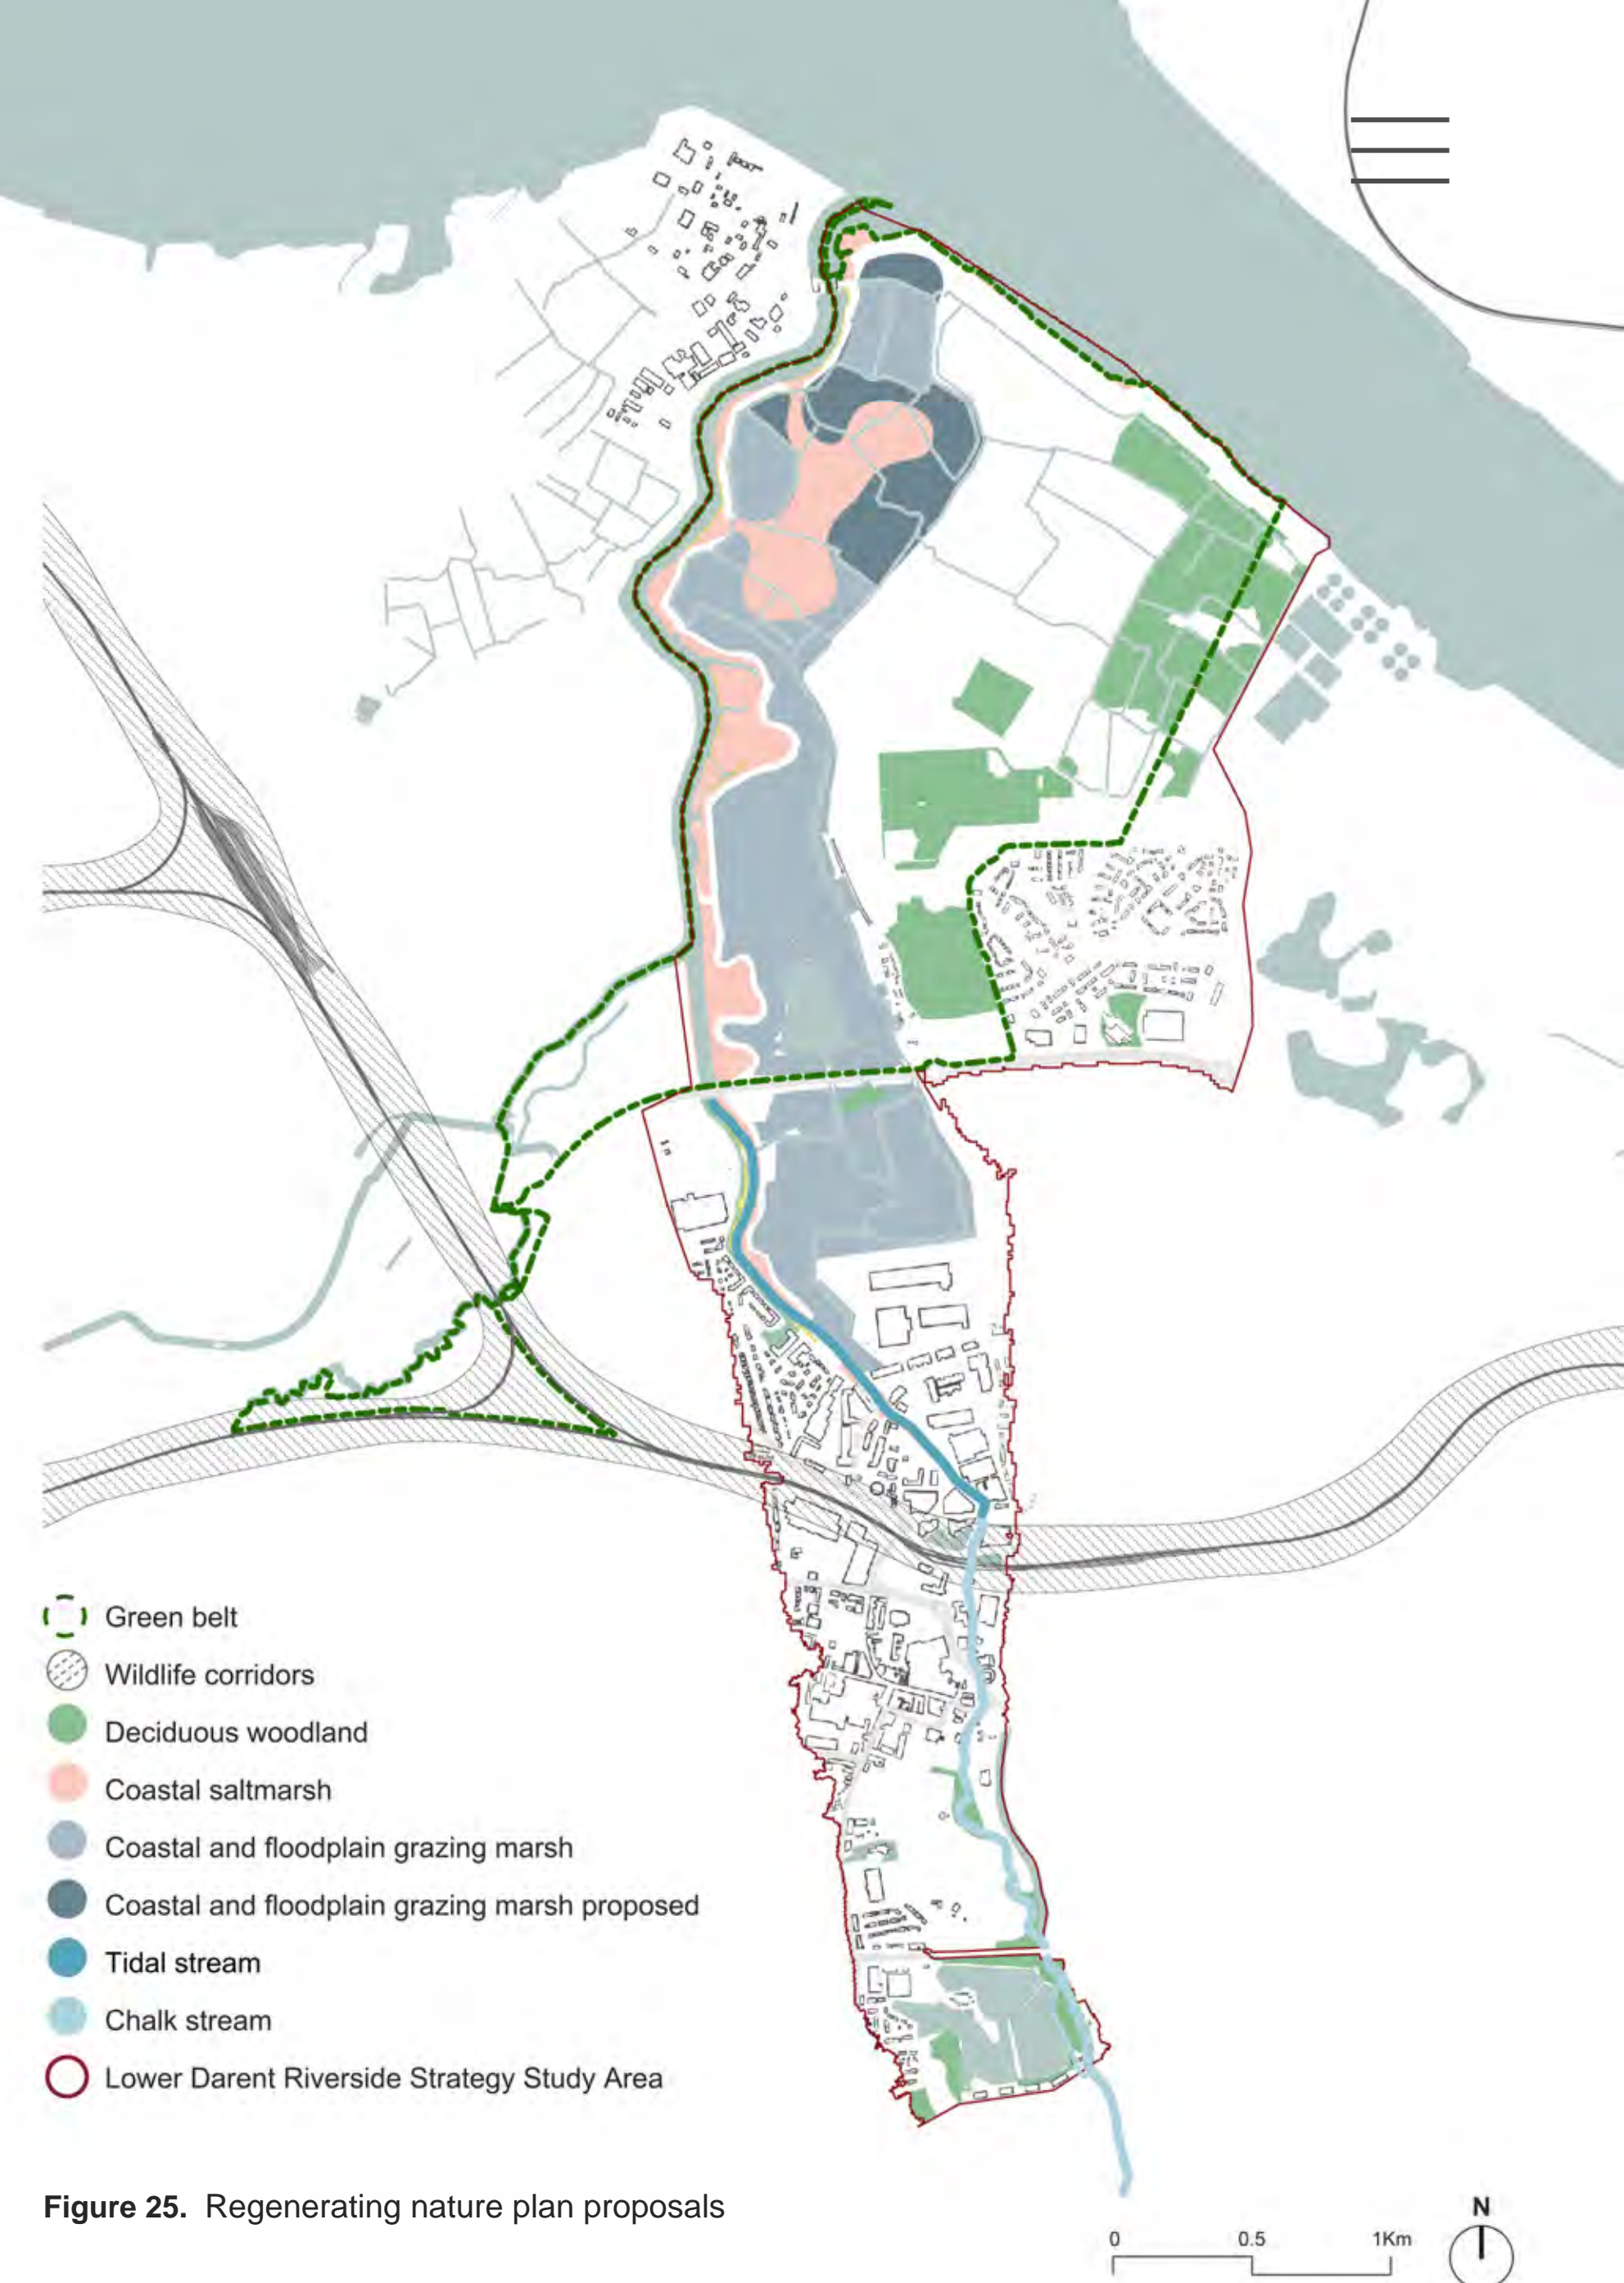 Green belt
Wildlife corridors
Deciduous woodland
Coastal saltmarsh
Coastal and floodplain grazing marsh
Coastal and floodplain grazing marsh proposed
Tidal stream
Chalk stream
Lower Darent Riverside Strategy Study Area
Figure 25. Regenerating nature plan proposals
0 0.5 1Km
N